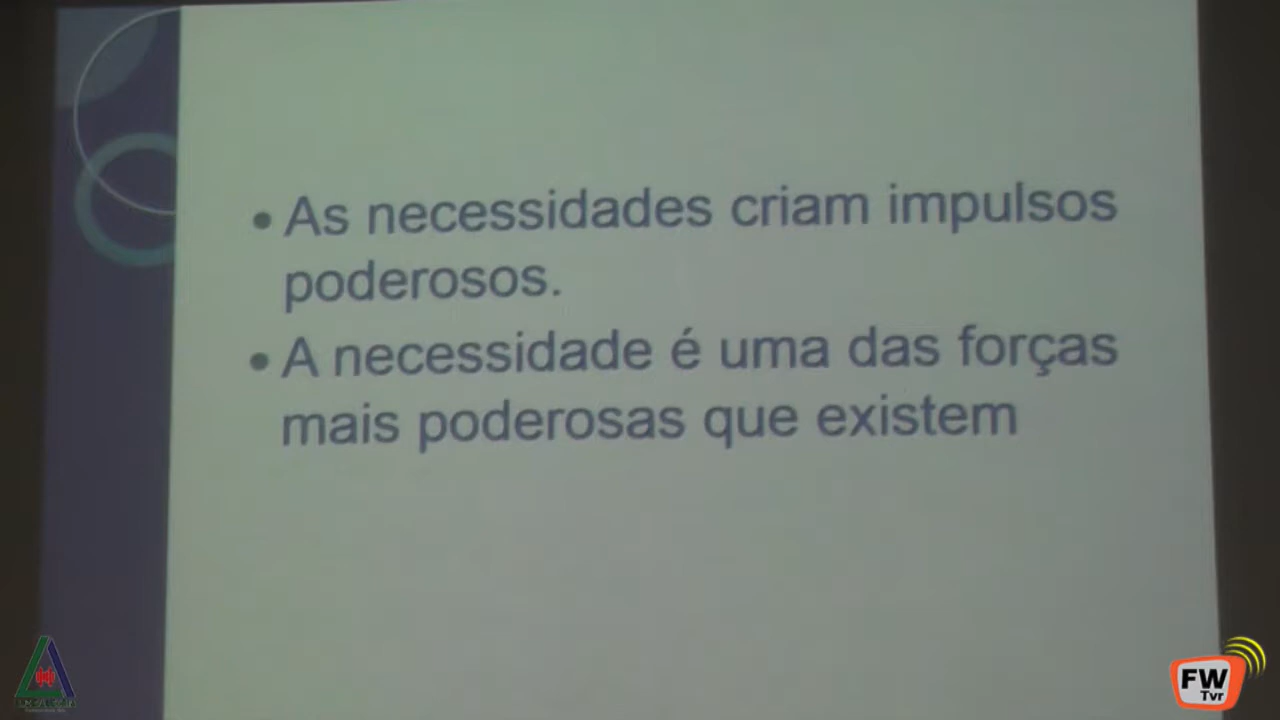 • As necessidades criam impulsos
poderosos.
• A necessidade é uma das forças
mais poderosas que existem
FW
Tvr